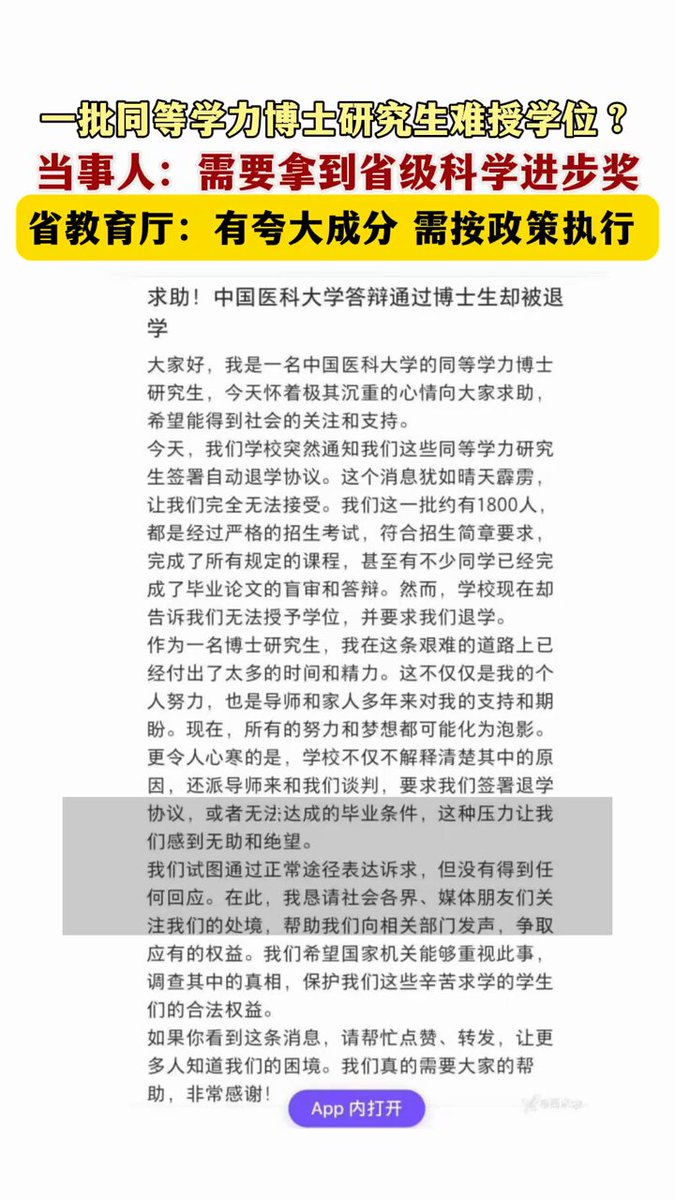 一批同等学力博士研究生难授学位？
当事人：需要拿到省级科学进步奖
省教育厅：有夸大成分 需按政策执行
求助！中国医科大学答辩通过博士生却被退
学
大家好，我是一名中国医科大学的同等学力博士
研究生，今天怀着极其沉重的心情向大家求助，
希望能得到社会的关注和支持。
今天，我们学校突然通知我们这些同等学力研究
生签署自动退学协议。这个消息犹如晴天霹雳，
让我们完全无法接受。我们这一批约有1800人，
都是经过严格的招生考试，符合招生简章要求，
完成了所有规定的课程，甚至有不少同学已经完
成了毕业论文的盲审和答辩。然而，学校现在却
告诉我们无法授予学位，并要求我们退学。
作为一名博士研究生，我在这条艰难的道路上已
经付出了太多的时间和精力。这不仅仅是我的个
人努力，也是导师和家人多年来对我的支持和期
盼。现在，所有的努力和梦想都可能化为泡影。
更令人心寒的是，学校不仅不解释清楚其中的原
因，还派导师来和我们谈判，要求我们签署退学
协议，或者无法达成的毕业条件，这种压力让我
们感到无助和绝望。
我们试图通过正常途径表达诉求，但没有得到任
何回应。在此，我恳请社会各界、媒体朋友们关
注我们的处境，帮助我们向相关部门发声，争取
应有的权益。我们希望国家机关能够重视此事，
调查其中的真相，保护我们这些辛苦求学的学生
们的合法权益。
如果你看到这条消息，请帮忙点赞、转发，让更
多人知道我们的困境。我们真的需要大家的帮
助，非常感谢！
App 内打开